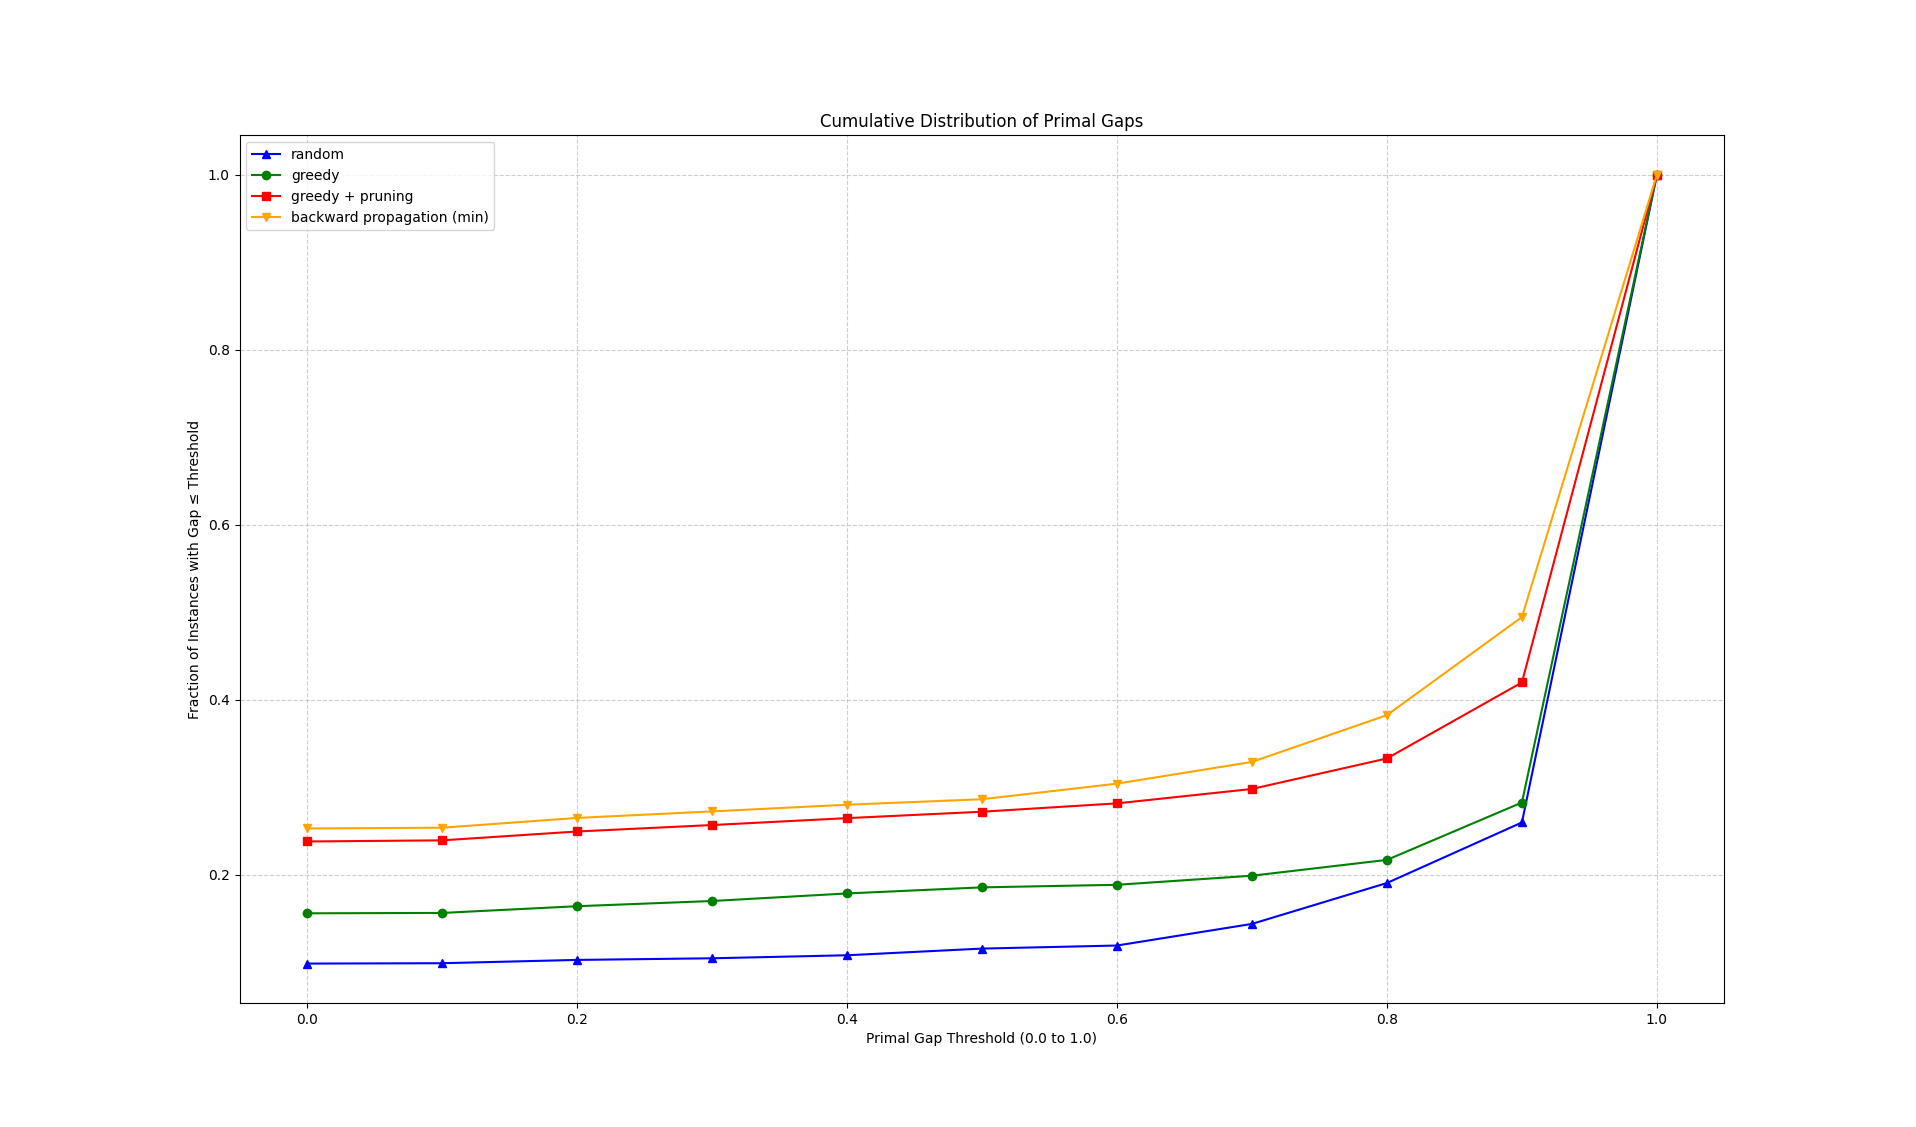 Cumulative Distribution of Primal Gaps
random
greedy
greedy + pruning
backward propagation (min)
1.0
0.8
0.6
0.4
0.2
Fraction of Instances with Gap ≤ Threshold
0.0 0.2 0.4 0.6 0.8 1.0
Primal Gap Threshold (0.0 to 1.0)